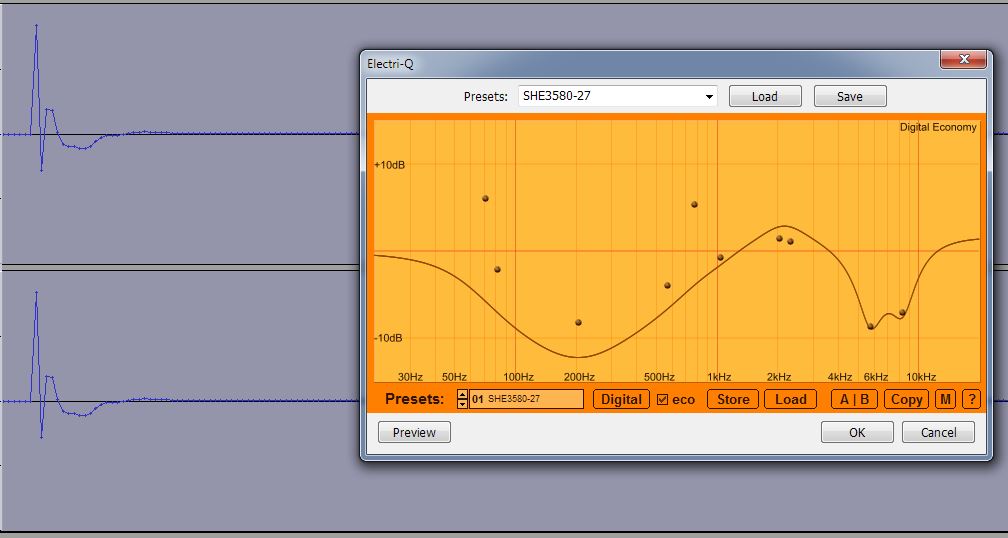 Electri-Q
Presets: SHE3580-27 Load Save
Digital Economy
+10dB
-10dB
30Hz 50Hz 100Hz 200Hz 500Hz 1kHz 2kHz 4kHz 6kHz 10kHz
Presets: 01 SHE3580-27 Digital eco Store Load A | B Copy M ?
Preview OK Cancel